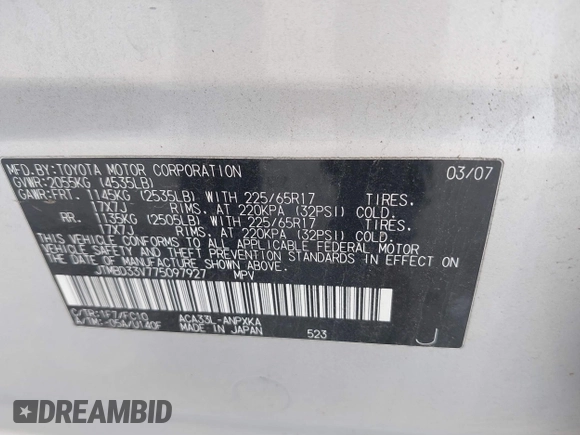 MFD.BY:TOYOTA MOTOR CORPORATION 03/07
GVWR:2055KG (4535LB)
GAWR:FRT. 1145KG (2535LB) WITH 225/65R17 TIRES.
17X7J RIMS. AT 220KPA (32PSI) COLD.
RR. 1135KG (2505LB) WITH 225/65R17 TIRES.
17X7J RIMS. AT 220KPA (32PSI) COLD.
THIS VEHICLE CONFORMS TO ALL APPLICABLE FEDERAL MOTOR
VEHICLE SAFETY STANDARDS IN EFFECT ON THE DATE
OF MANUFACTURE SHOWN ABOVE.
JTMBD33V775097927 MPV
C/TR:1F7/FC10 ACA33L-ANPXKA
A/TM:-05A/U140F MADE IN JAPAN 523
J
DREAMBID